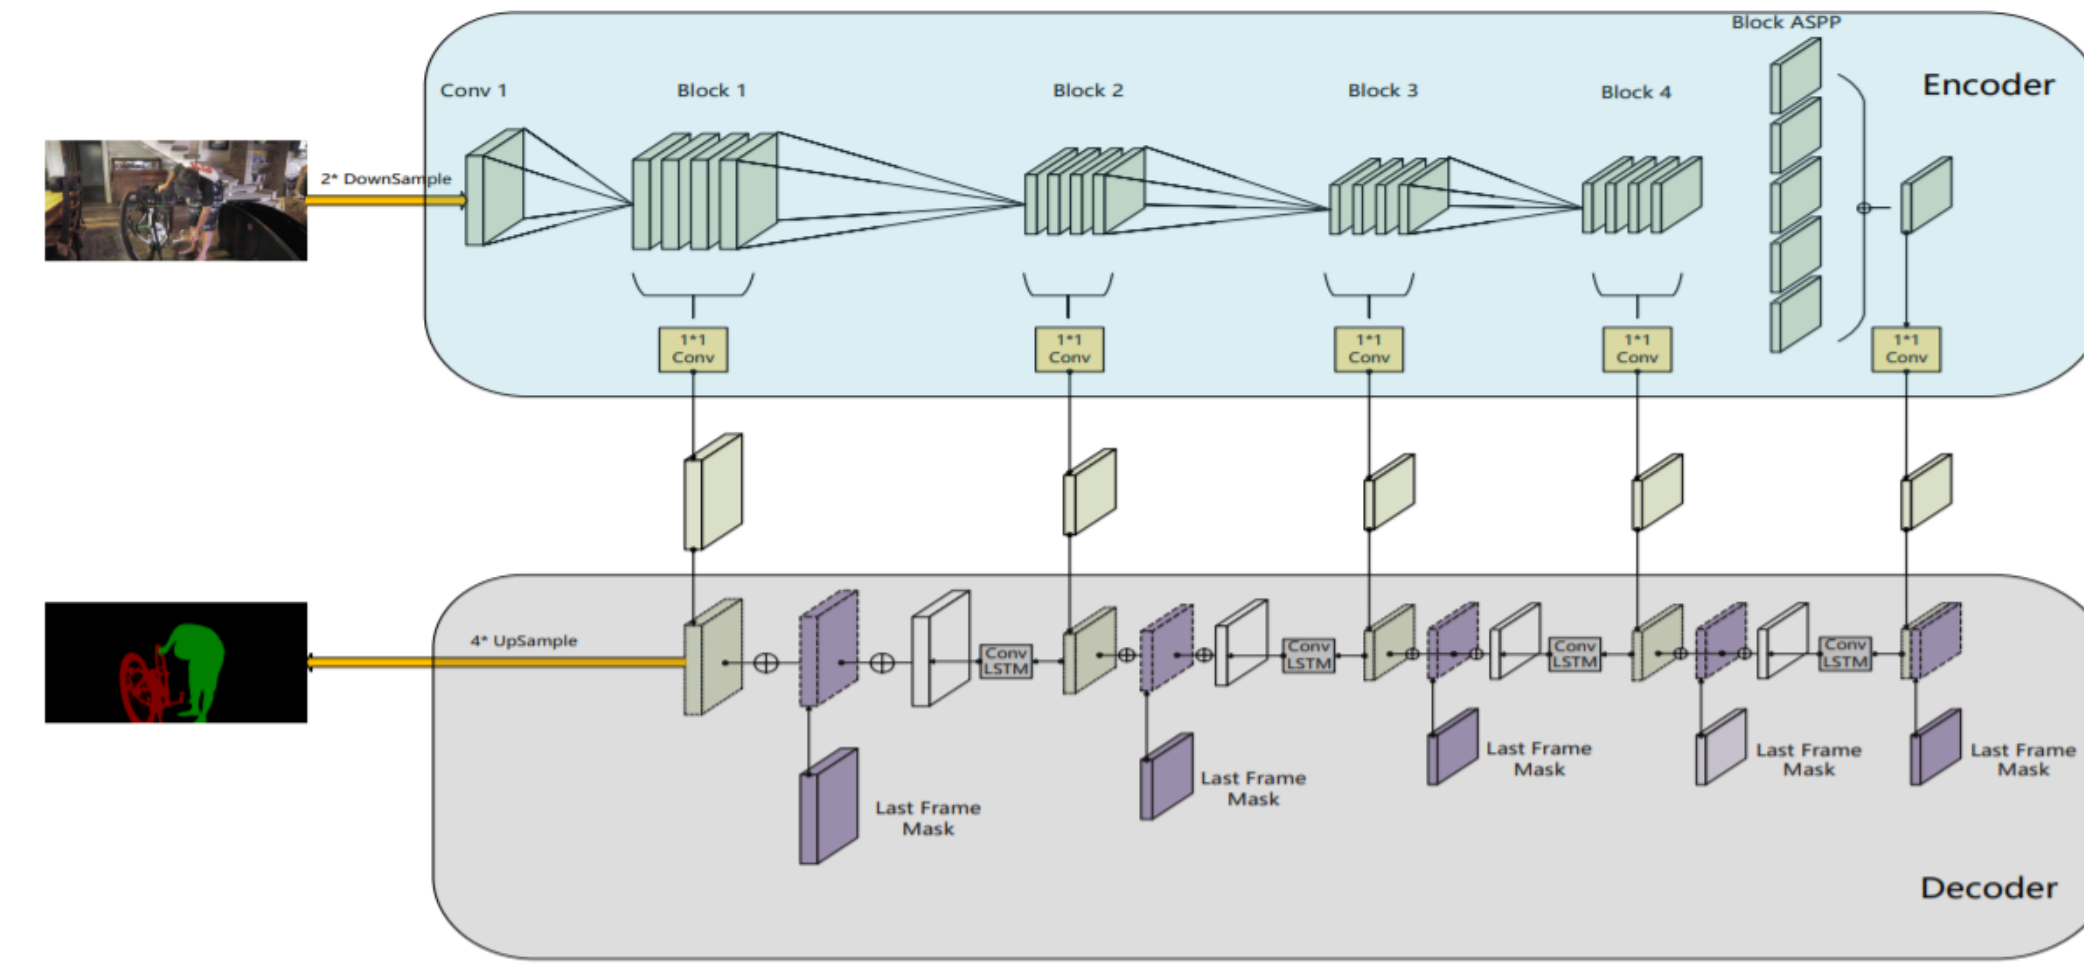 Block ASPP
Encoder
Conv 1
Block 1
Block 2
Block 3
Block 4
2* DownSample
1*1
Conv
1*1
Conv
1*1
Conv
1*1
Conv
1*1
Conv
4* UpSample
Conv
LSTM
Conv
LSTM
Conv
LSTM
Conv
LSTM
Last Frame
Mask
Last Frame
Mask
Last Frame
Mask
Last Frame
Mask
Last Frame
Mask
Decoder